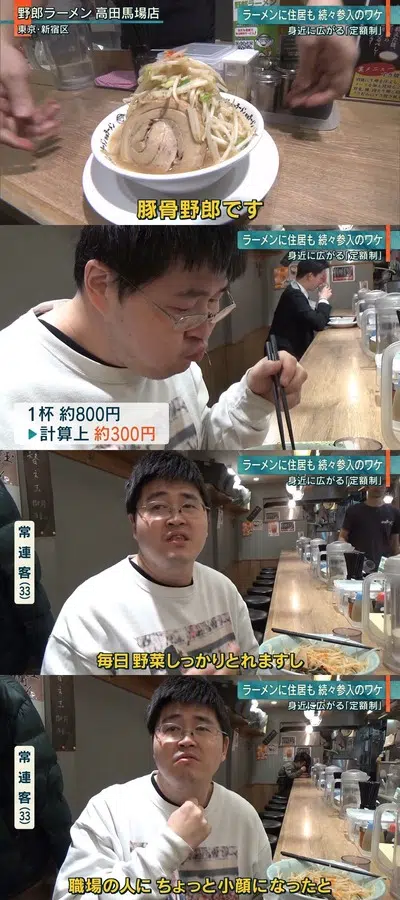 野郎ラーメン 高田馬場店
東京・新宿区
ラーメンに住居も 続々参入のワケ
身近に広がる「定額制」
豚骨野郎です
ラーメンに住居も 続々参入のワケ
身近に広がる「定額制」
1杯 約800円
▶計算上 約300円
ラーメンに住居も 続々参入のワケ
身近に広がる「定額制」
常連客(33)
毎日 野菜しっかりとれますし
ラーメンに住居も 続々参入のワケ
身近に広がる「定額制」
常連客(33)
職場の人に ちょっと小顔になったと